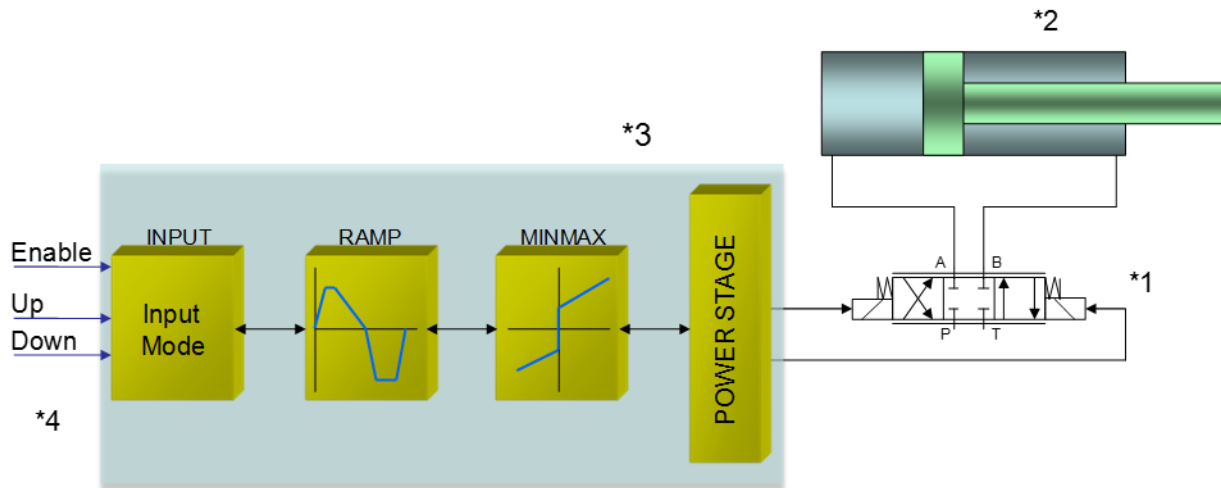 *2
*3
INPUT
RAMP
MINMAX
Enable
Up
Down
Input
Mode
POWER STAGE
A
B
*1
P
T
*4